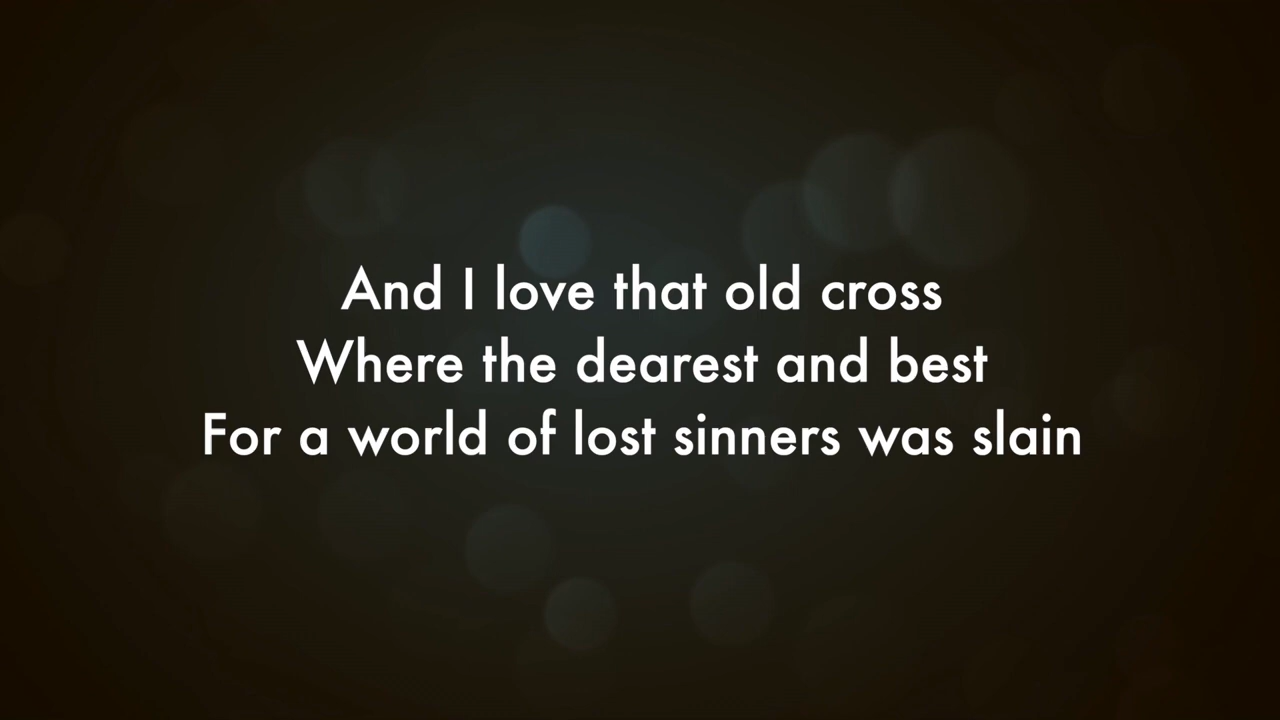 And I love that old cross
Where the dearest and best
For a world of lost sinners was slain